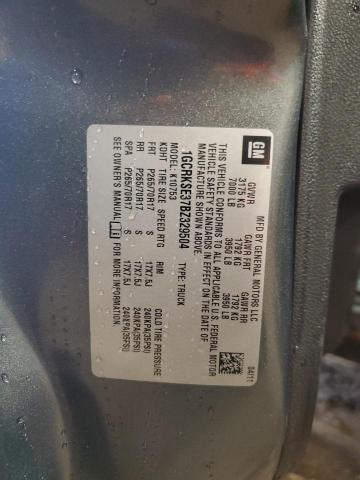 GM
MFD BY GENERAL MOTORS LLC
04/11
GVWR GAWR FRT GAWR RR
3175 KG 1792 KG 1792 KG
7000 LB 3950 LB 3950 LB
THIS VEHICLE CONFORMS TO ALL APPLICABLE U.S. FEDERAL MOTOR
VEHICLE SAFETY STANDARDS IN EFFECT ON THE DATE OF
MANUFACTURE SHOWN ABOVE.
1GCRKSE37BZ329504 TYPE: TRUCK
MODEL: K10753
KOHT TIRE SIZE SPEED RTG RIM COLD TIRE PRESSURE
FRT P265/70R17 S 17X7.5J 240KPA(35PSI)
RR P265/70R17 S 17X7.5J 240KPA(35PSI)
SPA P265/70R17 S 17X7.5J 240KPA(35PSI)
SEE OWNER'S MANUAL FOR MORE INFORMATION.